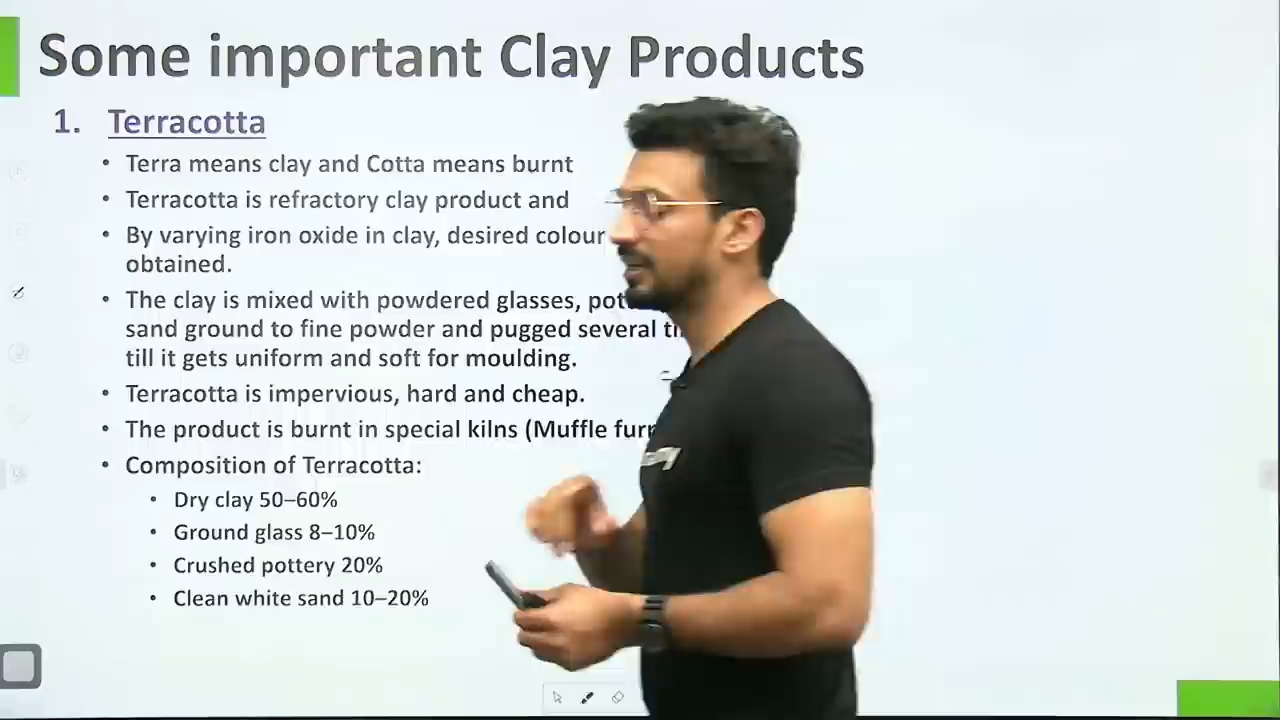 Some important Clay Products
1. Terracotta
• Terra means clay and Cotta means burnt
• Terracotta is refractory clay product and
• By varying iron oxide in clay, desired colour
obtained.
• The clay is mixed with powdered glasses,
sand ground to fine powder and pugged several
till it gets uniform and soft for moulding.
• Terracotta is impervious, hard and cheap.
• The product is burnt in special kilns (Muffle
• Composition of Terracotta:
• Dry clay 50–60%
• Ground glass 8–10%
• Crushed pottery 20%
• Clean white sand 10–20%